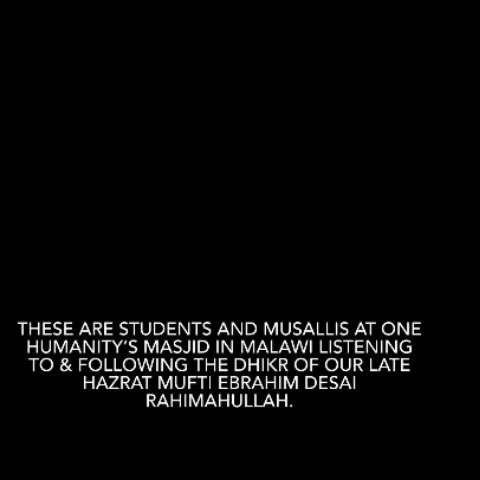 THESE ARE STUDENTS AND MUSALLIS AT ONE
HUMANITY'S MASJID IN MALAWI LISTENING
TO & FOLLOWING THE DHIKR OF OUR LATE
HAZRAT MUFTI EBRAHIM DESAI
RAHIMAHULLAH.